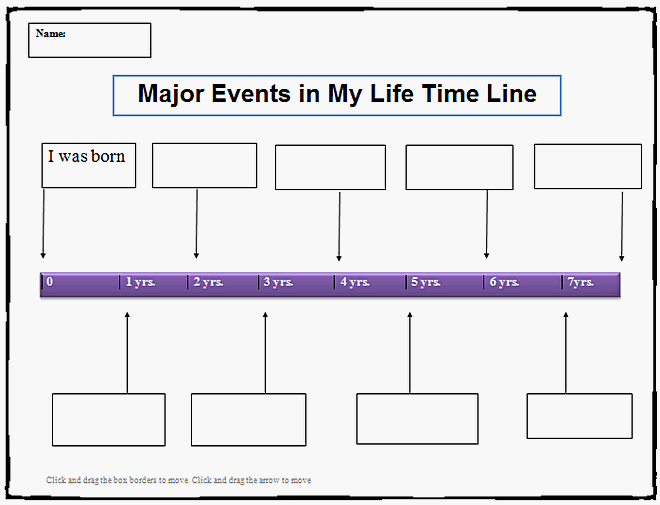 Name:
Major Events in My Life Time Line
I was born
0 1 yrs. 2 yrs. 3 yrs. 4 yrs. 5 yrs. 6 yrs. 7yrs.
Click and drag the box borders to move. Click and drag the arrow to move